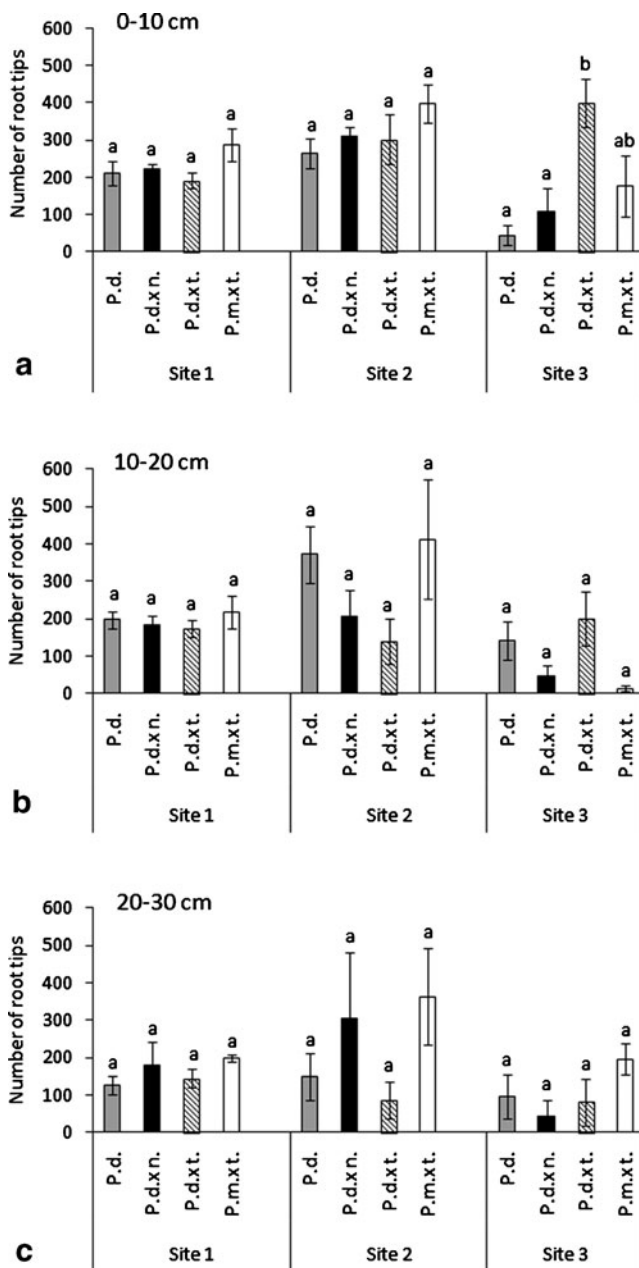 0-10 cm
Number of root tips
600
500
400
300
200
100
0
a a a a a a a a a a b ab
P.d. P.d.x n. P.d.x t. P.m.x t. P.d. P.d.x n. P.d.x t. P.m.x t. P.d. P.d.x n. P.d.x t. P.m.x t.
Site 1 Site 2 Site 3
a
10-20 cm
Number of root tips
600
500
400
300
200
100
0
a a a a a a a a a a a a
P.d. P.d.x n. P.d.x t. P.m.x t. P.d. P.d.x n. P.d.x t. P.m.x t. P.d. P.d.x n. P.d.x t. P.m.x t.
Site 1 Site 2 Site 3
b
20-30 cm
Number of root tips
600
500
400
300
200
100
0
a a a a a a a a a a a a
P.d. P.d.x n. P.d.x t. P.m.x t. P.d. P.d.x n. P.d.x t. P.m.x t. P.d. P.d.x n. P.d.x t. P.m.x t.
Site 1 Site 2 Site 3
c